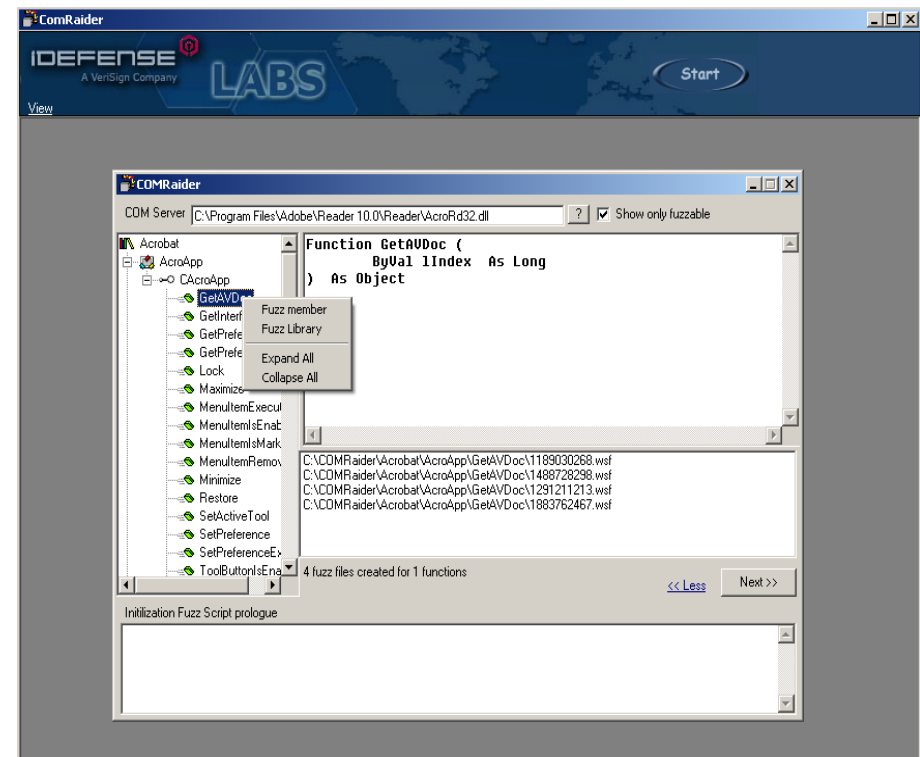 ComRaider
IDEFENSE
A VeriSign Company
LABS
Start
View
COMRaider
COM Server C:\Program Files\Adobe\Reader 10.0\Reader\AcroRd32.dll ? Show only fuzzable
Acrobat
AcroApp
CAcroApp
GetAVDoc
GetInterf
GetPrefe
GetPrefe
Lock
Maximize
MenuItemExecut
MenuItemIsEnab
MenuItemIsMark
MenuItemRemov
Minimize
Restore
SetActiveTool
SetPreference
SetPreferenceEx
ToolButtonIsEna
Fuzz member
Fuzz Library
Expand All
Collapse All
Function GetAVDoc (
ByVal lIndex As Long
) As Object
C:\COMRaider\Acrobat\AcroApp\GetAVDoc\1189030268.wsf
C:\COMRaider\Acrobat\AcroApp\GetAVDoc\1488728298.wsf
C:\COMRaider\Acrobat\AcroApp\GetAVDoc\1291211213.wsf
C:\COMRaider\Acrobat\AcroApp\GetAVDoc\1883762467.wsf
4 fuzz files created for 1 functions
<< Less
Next >>
Initilization Fuzz Script prologue